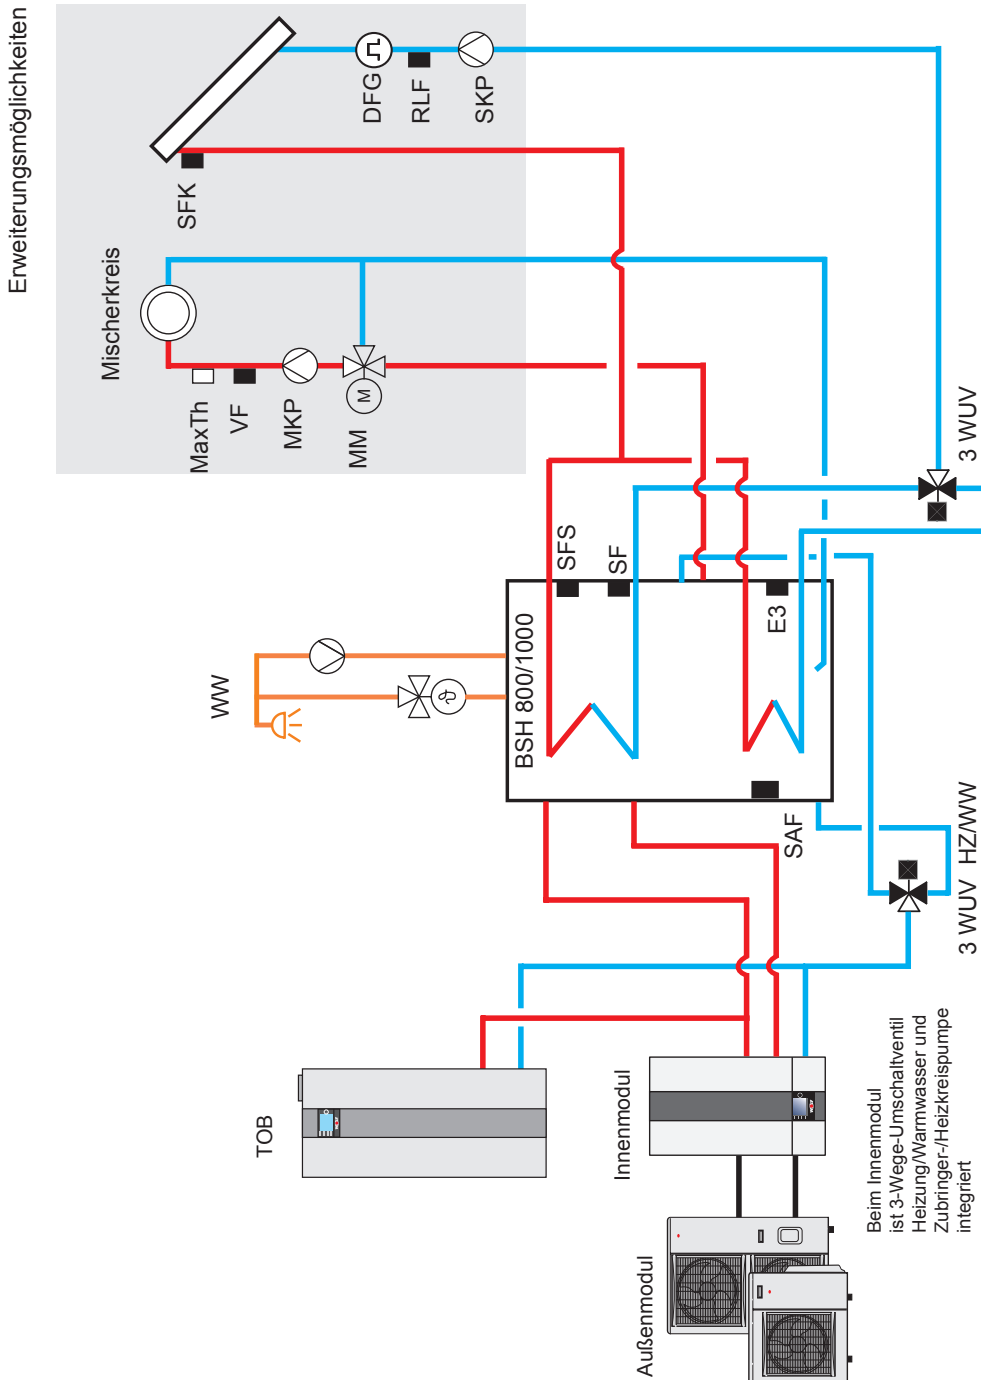 Erweiterungsmöglichkeiten
DFG
RLF
SKP
SFK
Mischerkreis
MaxTh
VF
MKP
MM
M
3 WUV
WW
SFS
SF
E3
BSH 800/1000
SAF
3 WUV HZ/WW
TOB
Innenmodul
Außenmodul
Beim Innenmodul
ist 3-Wege-Umschaltventil
Heizung/Warmwasser und
Zubringer-/Heizkreispumpe
integriert